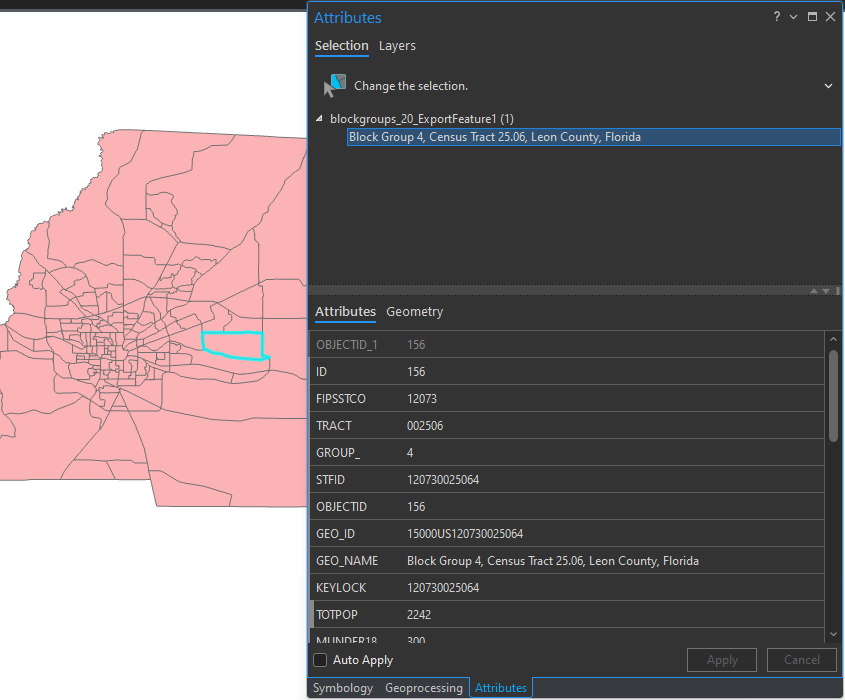 Attributes
?
Selection Layers
Change the selection.
blockgroups_20_ExportFeature1 (1)
Block Group 4, Census Tract 25.06, Leon County, Florida
Attributes Geometry
OBJECTID_1 156
ID 156
FIPSSTCO 12073
TRACT 002506
GROUP_ 4
STFID 120730025064
OBJECTID 156
GEO_ID 15000US120730025064
GEO_NAME Block Group 4, Census Tract 25.06, Leon County, Florida
KEYLOCK 120730025064
TOTPOP 2242
MUNDER18 300
Auto Apply Apply Cancel
Symbology Geoprocessing Attributes